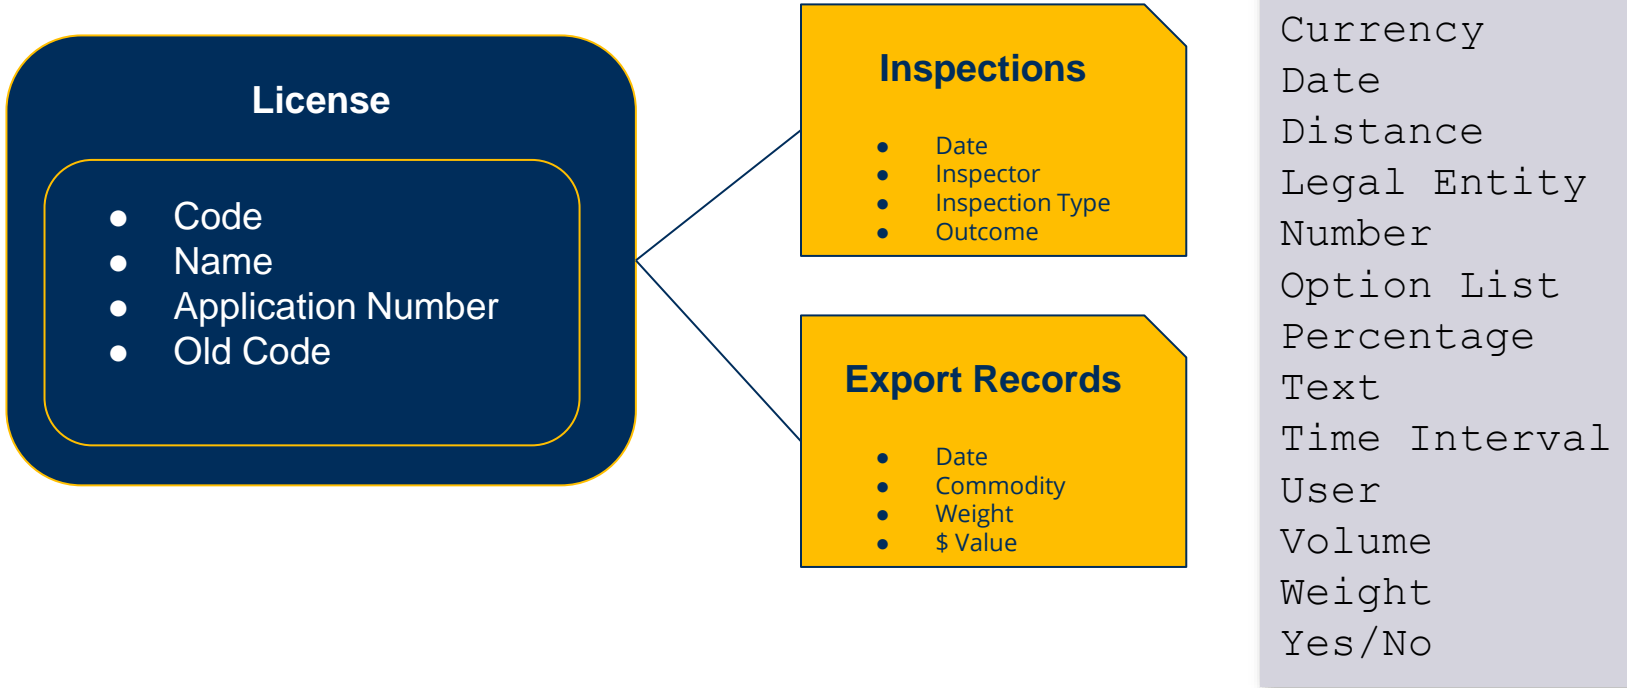 License
● Code
● Name
● Application Number
● Old Code
Inspections
● Date
● Inspector
● Inspection Type
● Outcome
Export Records
● Date
● Commodity
● Weight
● $ Value
Currency
Date
Distance
Legal Entity
Number
Option List
Percentage
Text
Time Interval
User
Volume
Weight
Yes/No